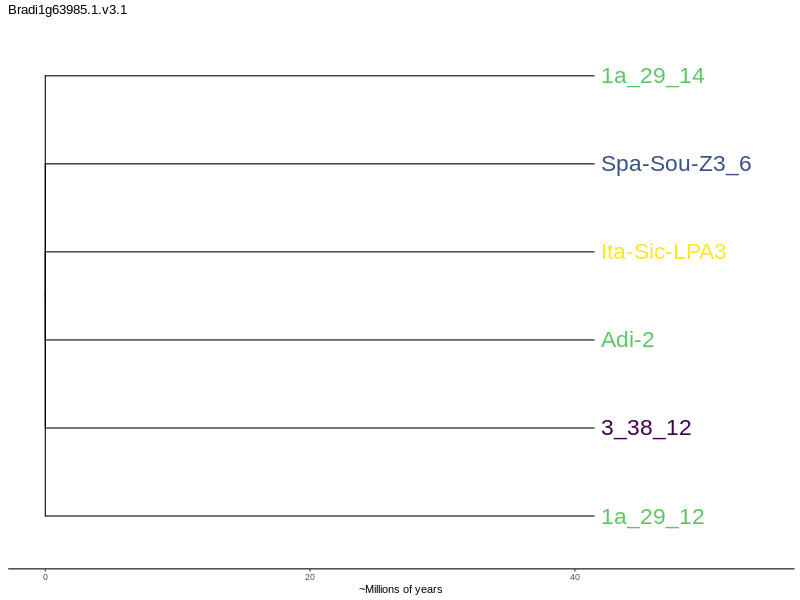 Bradi1g63985.1.v3.1
1a_29_14
Spa-Sou-Z3_6
Ita-Sic-LPA3
Adi-2
3_38_12
1a_29_12
0 20 40
~Millions of years